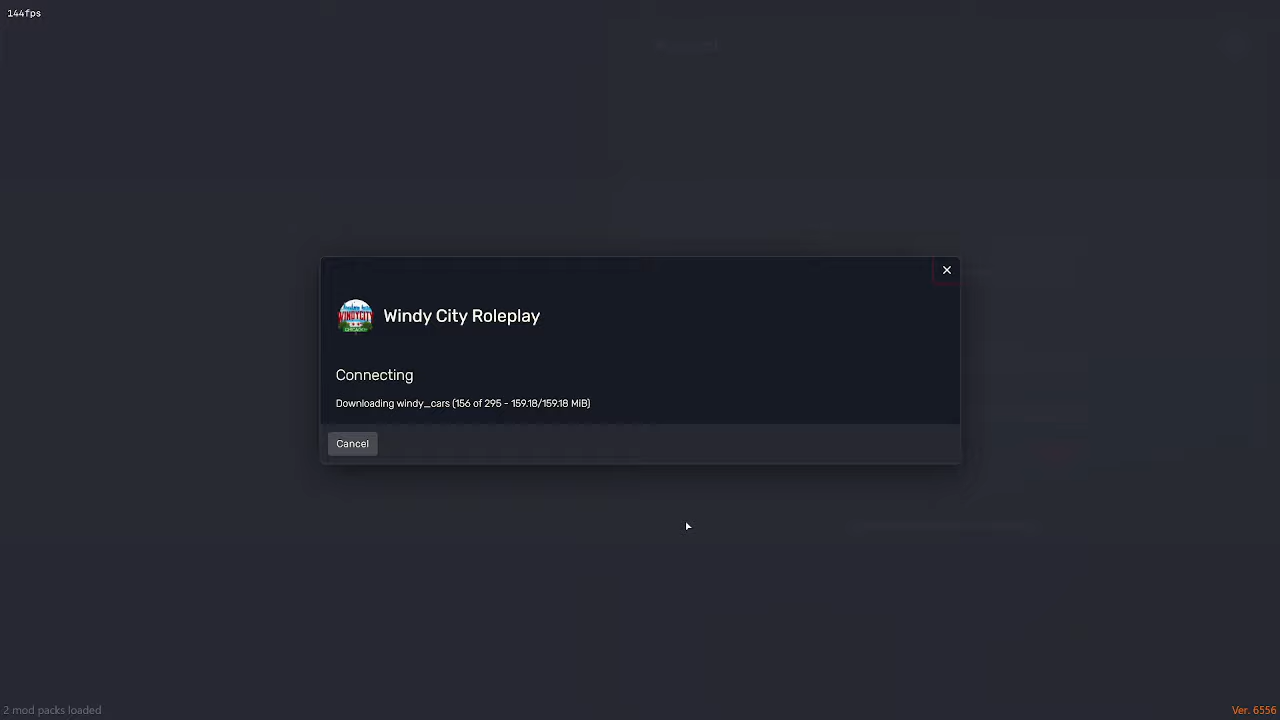 144fps
Windy City Roleplay
WINDYCITY
Connecting
Downloading windy_cars (156 of 295 - 159.18/159.18 MiB)
Cancel
2 mod packs loaded
Ver. 6556